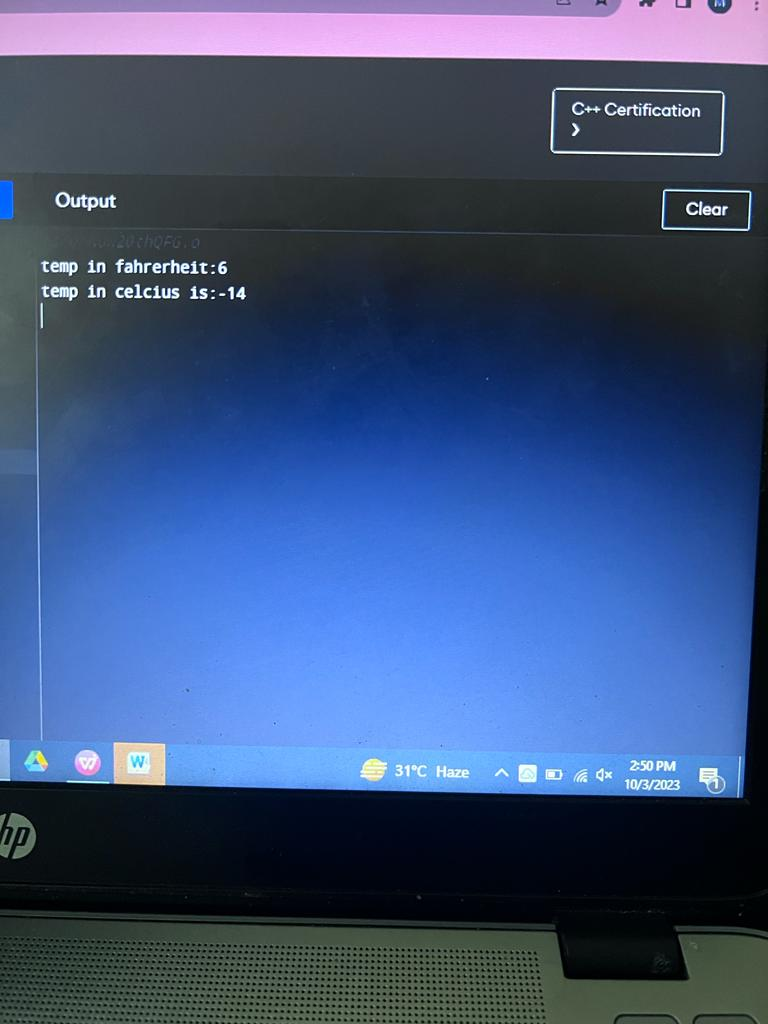 M
C++ Certification
❯
Output
Clear
temp in fahrerheit:6
temp in celcius is:-14
W
31°C Haze
2:50 PM
10/3/2023
1
hp